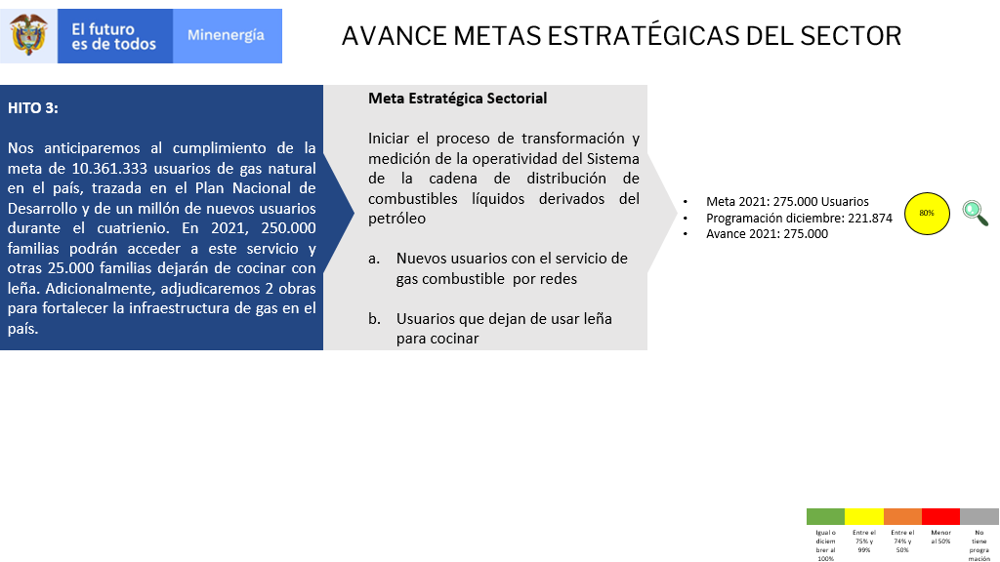 El futuro
es de todos
Minenergía
AVANCE METAS ESTRATÉGICAS DEL SECTOR
HITO 3:
Nos anticiparemos al cumplimiento de la
meta de 10.361.333 usuarios de gas natural
en el país, trazada en el Plan Nacional de
Desarrollo y de un millón de nuevos usuarios
durante el cuatrienio. En 2021, 250.000
familias podrán acceder a este servicio y
otras 25.000 familias dejarán de cocinar con
leña. Adicionalmente, adjudicaremos 2 obras
para fortalecer la infraestructura de gas en el
país.
Meta Estratégica Sectorial
Iniciar el proceso de transformación y
medición de la operatividad del Sistema
de la cadena de distribución de
combustibles líquidos derivados del
petróleo
a. Nuevos usuarios con el servicio de
gas combustible por redes
b. Usuarios que dejan de usar leña
para cocinar
• Meta 2021: 275.000 Usuarios
• Programación diciembre: 221.874
• Avance 2021: 275.000
80%
Igual o
diciem
brer al
100%
Entre el
75% y
99%
Entre el
74% y
50%
Menor
al 50%
No
tiene
progra
mación